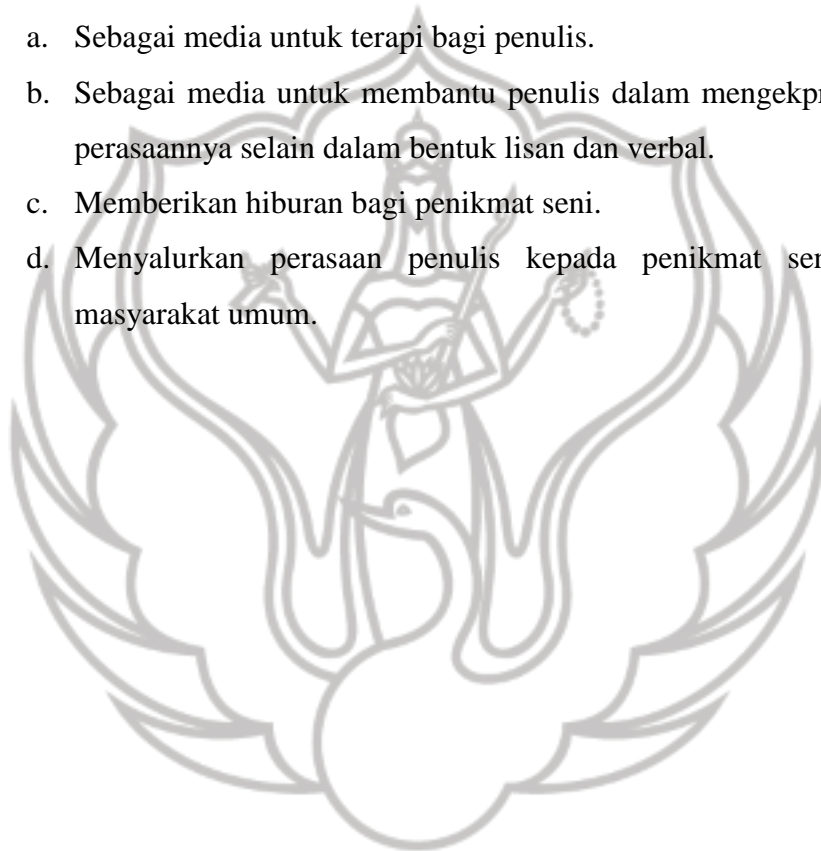 a. Sebagai media untuk terapi bagi penulis.
b. Sebagai media untuk membantu penulis dalam
perasaannya selain dalam bentuk lisan dan verbal.
c. Memberikan hiburan bagi penikmat seni.
d. Menyalurkan perasaan penulis kepada penikmat
masyarakat umum.